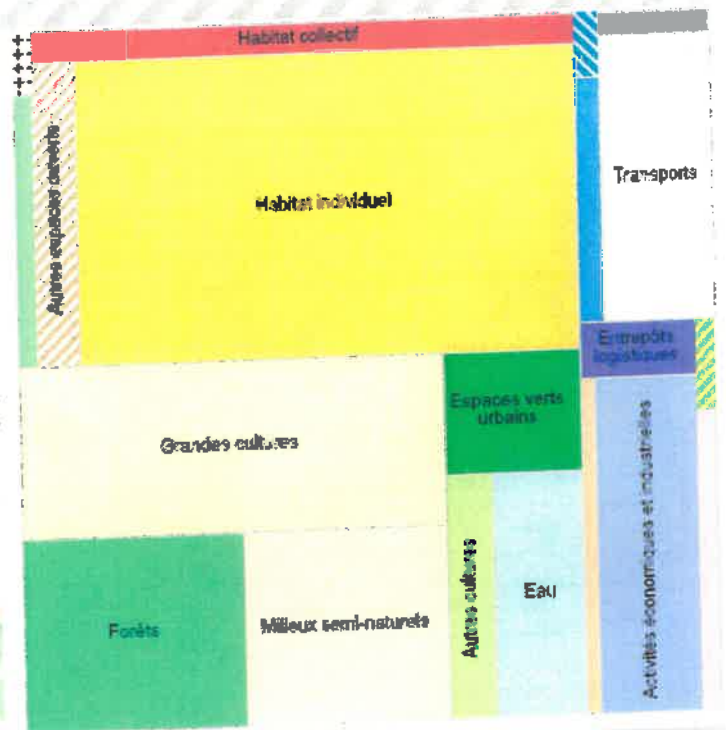 Habitat collectif
Autres espaces ouverts
Habitat individuel
Transports
Entrepôts
logistiques
Espaces verts
urbains
Grandes cultures
Forêts
Milieux semi-naturels
Autres cultures
Eau
Activités économiques et industrielles